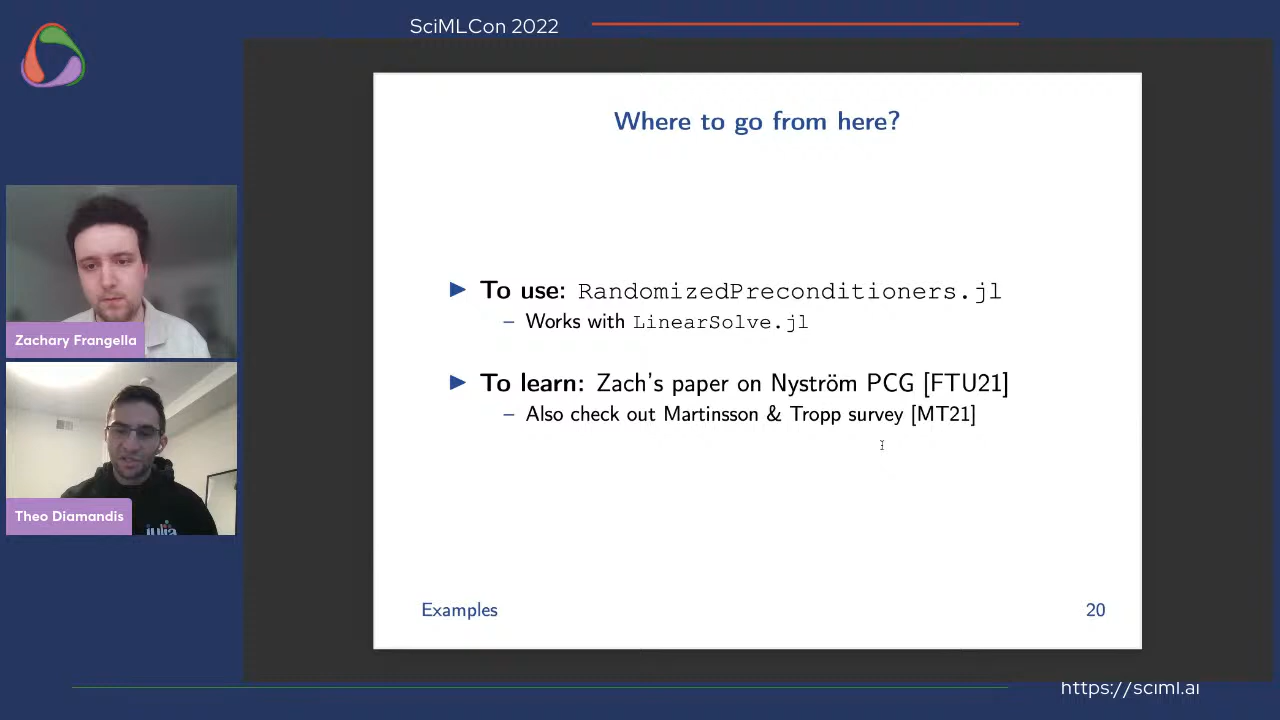 SciMLCon 2022
Where to go from here?
► To use: RandomizedPreconditioners.jl
– Works with LinearSolve.jl
► To learn: Zach's paper on Nyström PCG [FTU21]
– Also check out Martinsson & Tropp survey [MT21]
Examples
20
Zachary Frangella
Theo Diamandis
julia
https://sciml.ai